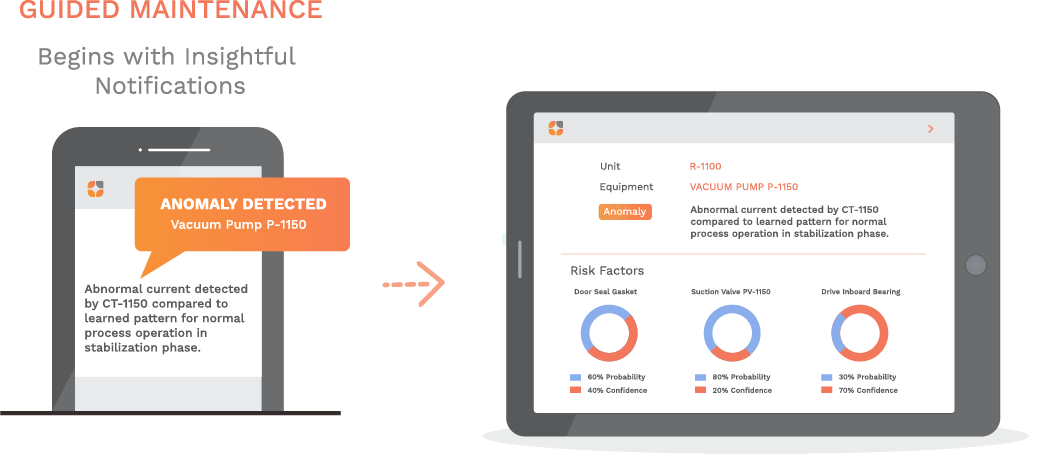 GUIDED MAINTENANCE
Begins with Insightful
Notifications
ANOMALY DETECTED
Vacuum Pump P-1150
Abnormal current detected
by CT-1150 compared to
learned pattern for normal
process operation in
stabilization phase.
Unit R-1100
Equipment VACUUM PUMP P-1150
Anomaly Abnormal current detected by CT-1150
compared to learned pattern for normal
process operation in stabilization phase.
Risk Factors
Door Seal Gasket Suction Valve PV-1150 Drive Inboard Bearing
60% Probability 80% Probability 30% Probability
40% Confidence 20% Confidence 70% Confidence